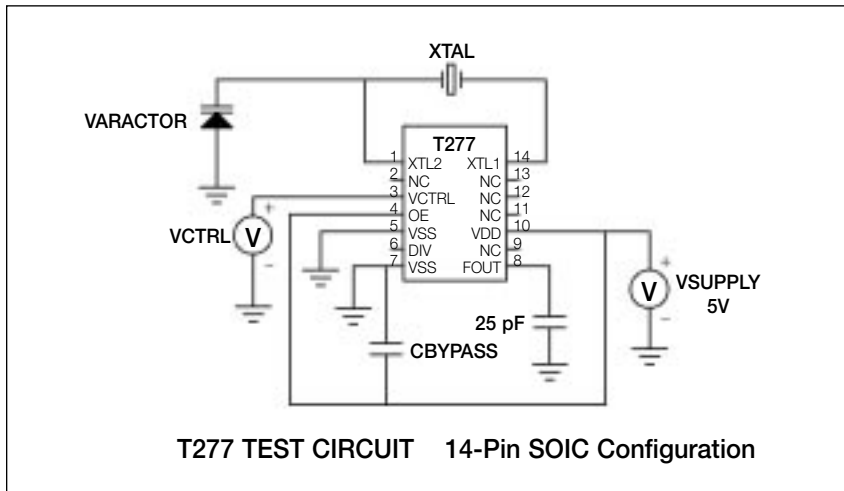 XTAL
VARACTOR
T277
1 XTL2 XTL1 14
2 NC NC 13
3 VCTRL NC 12
4 OE NC 11
5 VSS VDD 10
6 DIV NC 9
7 VSS FOUT 8
+
VCTRL V
-
+
V VSUPPLY
5V
-
25 pF
CBYPASS
T277 TEST CIRCUIT 14-Pin SOIC Configuration